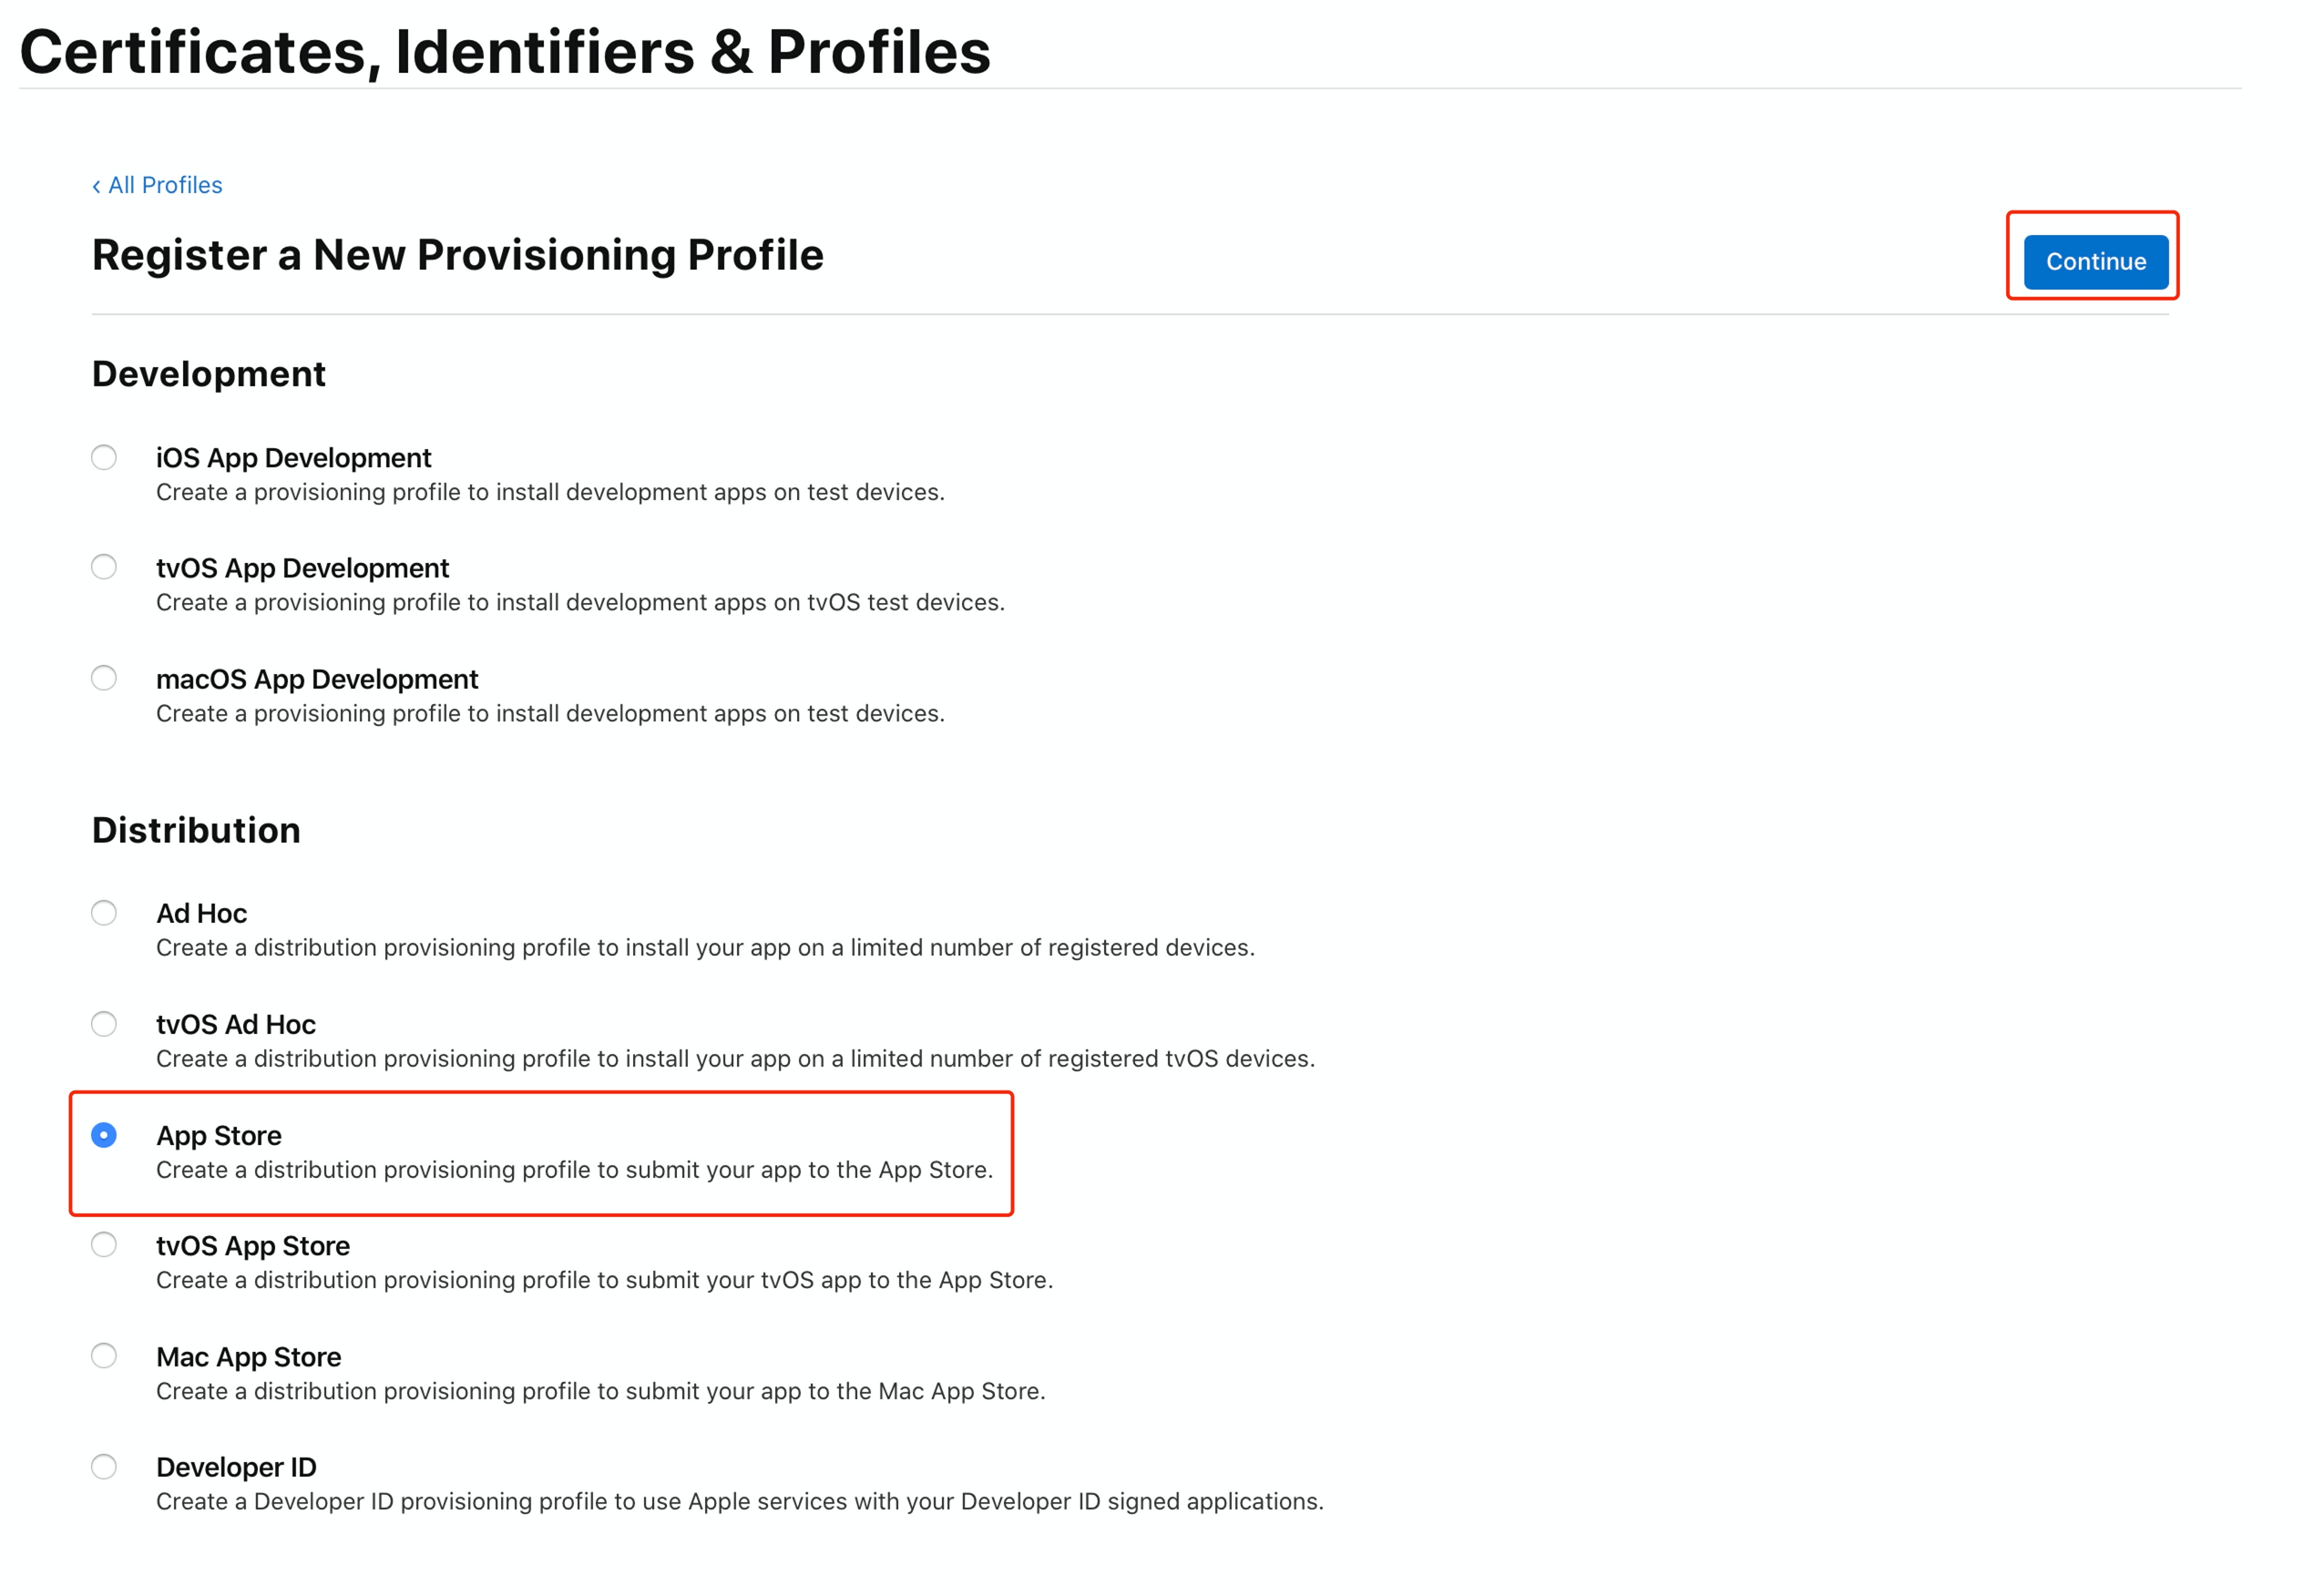 Certificates, Identifiers & Profiles
‹ All Profiles
Register a New Provisioning Profile
Continue
Development
iOS App Development
Create a provisioning profile to install development apps on test devices.
tvOS App Development
Create a provisioning profile to install development apps on tvOS test devices.
macOS App Development
Create a provisioning profile to install development apps on test devices.
Distribution
Ad Hoc
Create a distribution provisioning profile to install your app on a limited number of registered devices.
tvOS Ad Hoc
Create a distribution provisioning profile to install your app on a limited number of registered tvOS devices.
App Store
Create a distribution provisioning profile to submit your app to the App Store.
tvOS App Store
Create a distribution provisioning profile to submit your tvOS app to the App Store.
Mac App Store
Create a distribution provisioning profile to submit your app to the Mac App Store.
Developer ID
Create a Developer ID provisioning profile to use Apple services with your Developer ID signed applications.